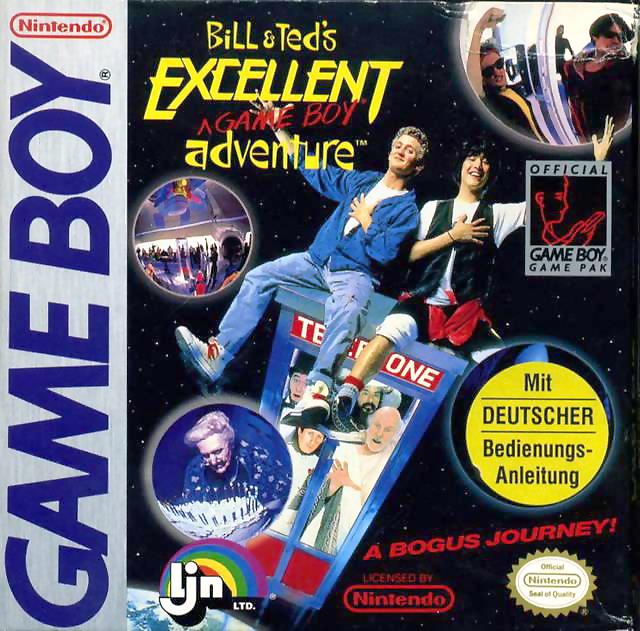 Nintendo®
GAME BOY®
Bill & Ted's
EXCELLENT
A GAME BOY®
adventure™
OFFICIAL
GAME BOY®
GAME PAK
TELEPHONE
Mit
DEUTSCHER
Bedienungs-
Anleitung
A BOGUS JOURNEY!
LJN
LTD.
LICENSED BY
Nintendo
Official
Nintendo
Seal of Quality